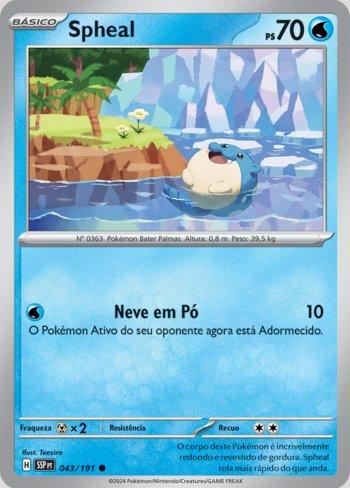 BÁSICO
Spheal
PS 70
Nº 0363 Pokémon Bater Palmas Altura: 0,8 m Peso: 39,5 kg
Neve em Pó 10
O Pokémon Ativo do seu oponente agora está Adormecido.
Fraqueza × 2 Resistência Recuo
Ilust. Teeziro
H SSP PT 043/191
O corpo deste Pokémon é incrivelmente
redondo e revestido de gordura. Spheal
rola mais rápido do que anda.
©2024 Pokémon/Nintendo/Creatures/GAME FREAK